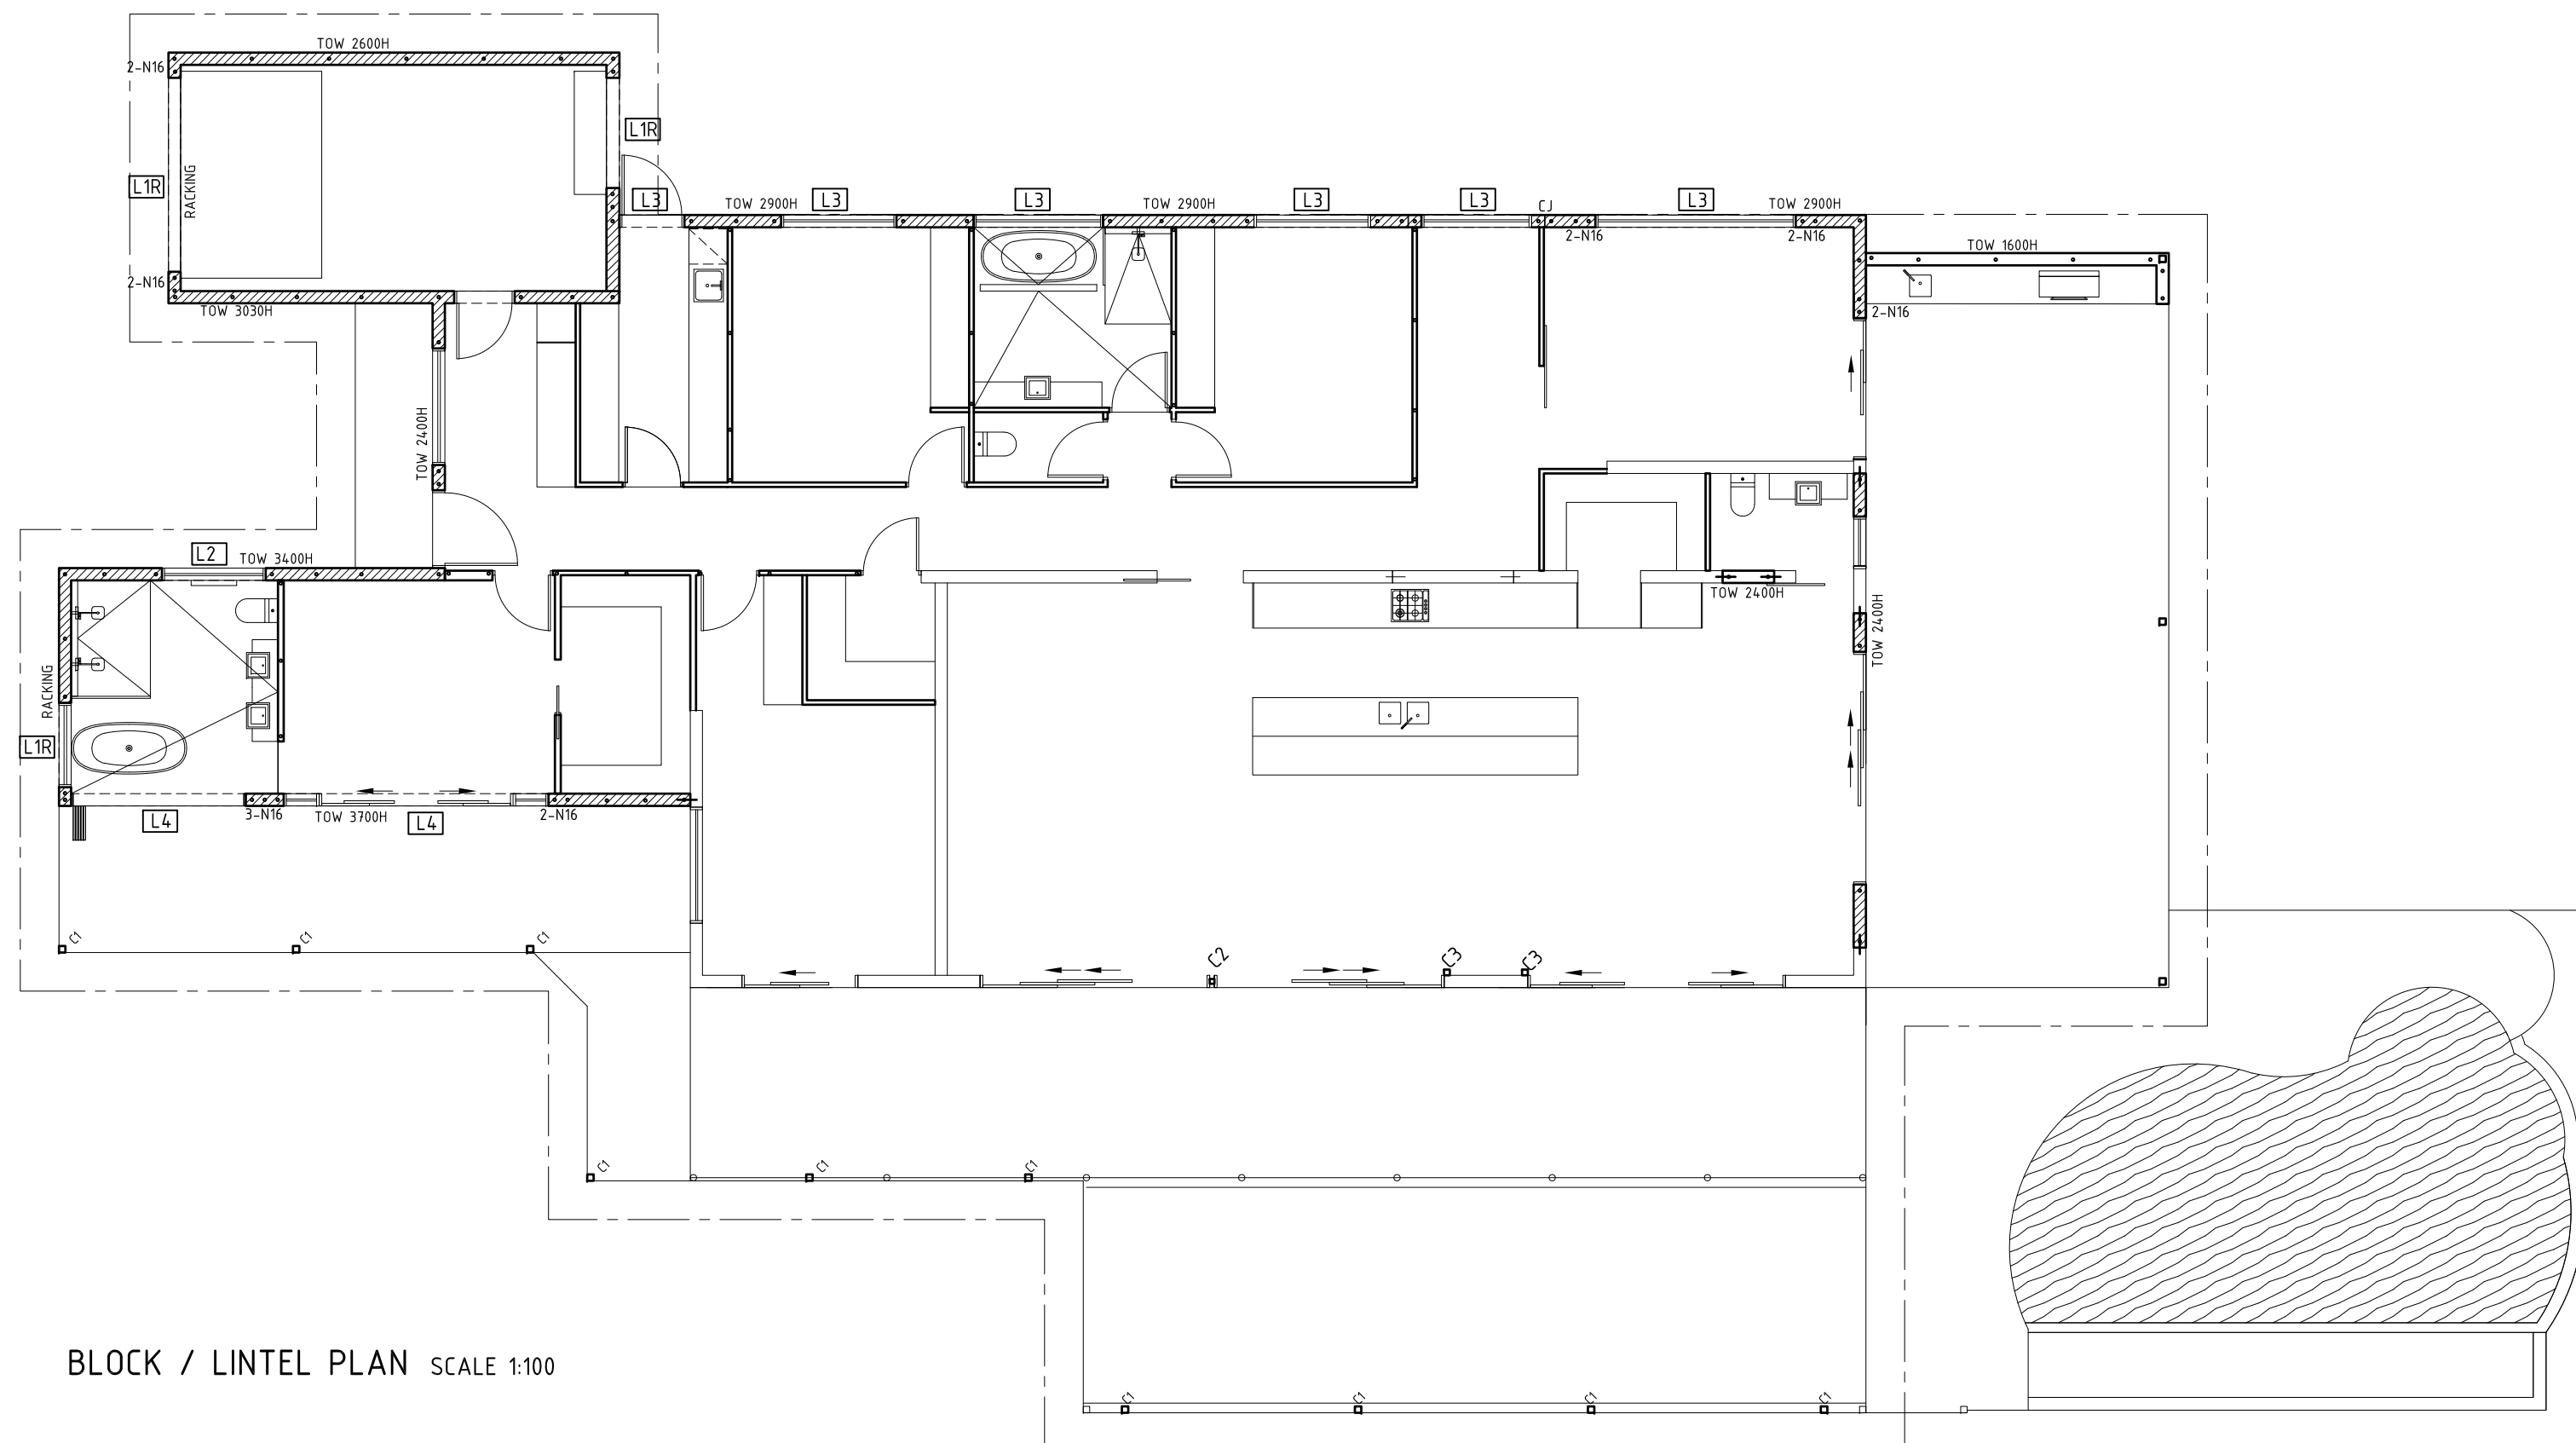 TOW 2600H
2-N16
L1R
L1R
RACKING
L3
TOW 2900H
L3
L3
TOW 2900H
L3
L3
CJ
L3
TOW 2900H
2-N16
2-N16
TOW 1600H
2-N16
TOW 3030H
2-N16
TOW 2400H
L2
TOW 3400H
TOW 2400H
TOW 2400H
RACKING
L1R
L4
3-N16
TOW 3700H
L4
2-N16
C1
C1
C1
C2
C3
C3
C1
C1
C1
BLOCK / LINTEL PLAN SCALE 1:100
C1
C1
C1
C1